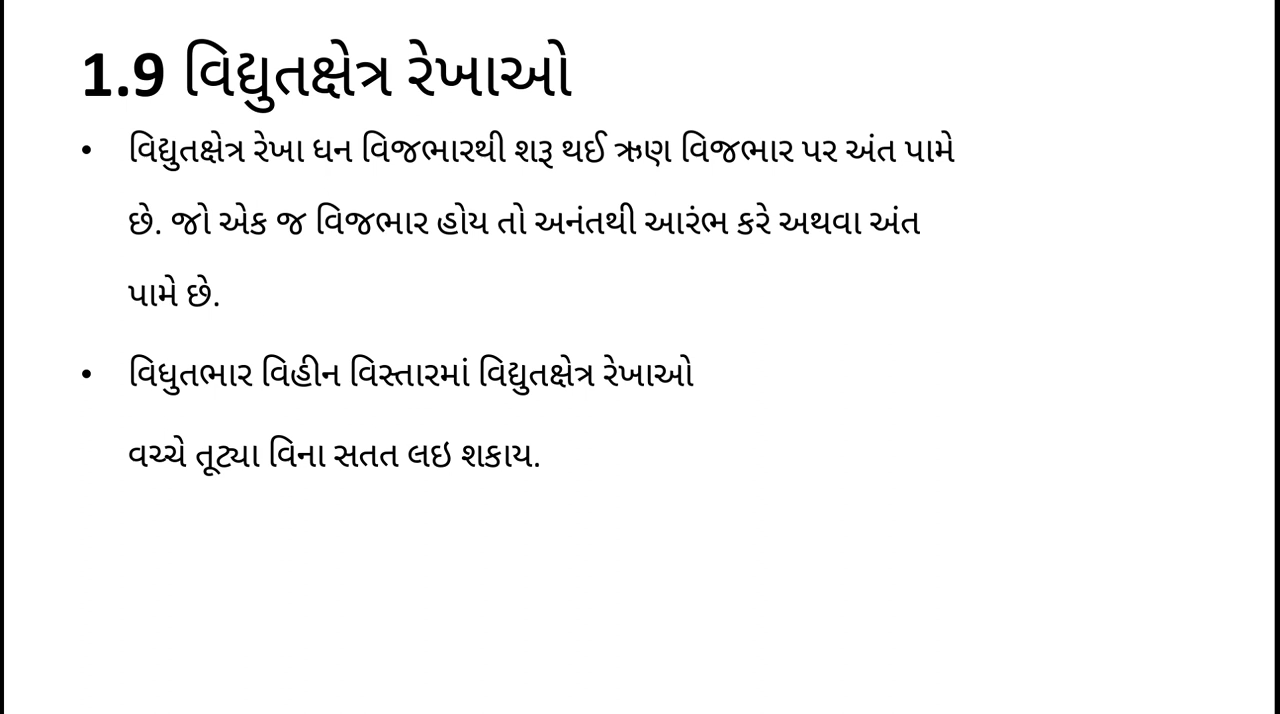 1.9 વિદ્યુતક્ષેત્ર રેખાઓ
• વિદ્યુતક્ષેત્ર રેખા ધન વિજભારથી શરૂ થઈ ઋણ વિજભાર પર અંત પામે
છે. જો એક જ વિજભાર હોય તો અનંતથી આરંભ કરે અથવા અંત
પામે છે.
• વિધુતભાર વિહીન વિસ્તારમાં વિદ્યુતક્ષેત્ર રેખાઓ
વચ્ચે તૂટ્યા વિના સતત લઇ શકાય.